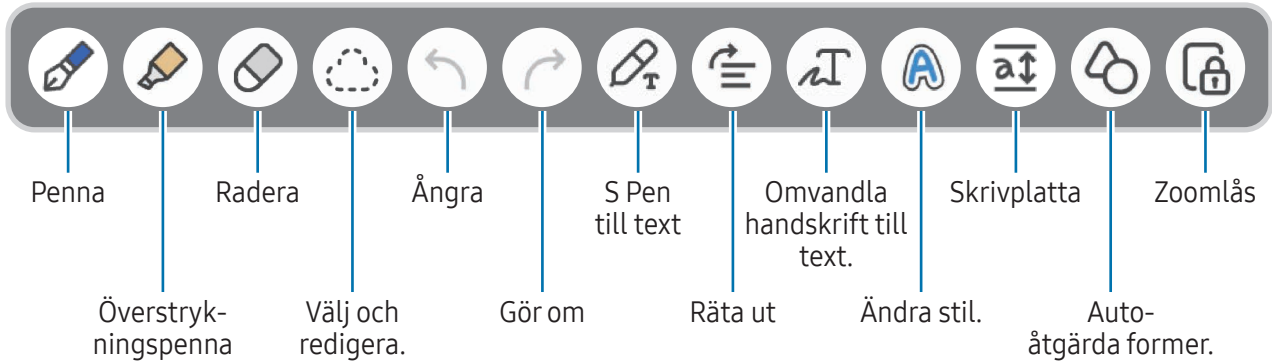 Penna
Radera
Ångra
S Pen
till text
Omvandla
handskrift till
text.
Skrivplatta
Zoomlås
Överstryk-
ningspenna
Välj och
redigera.
Gör om
Räta ut
Ändra stil.
Auto-
åtgärda former.